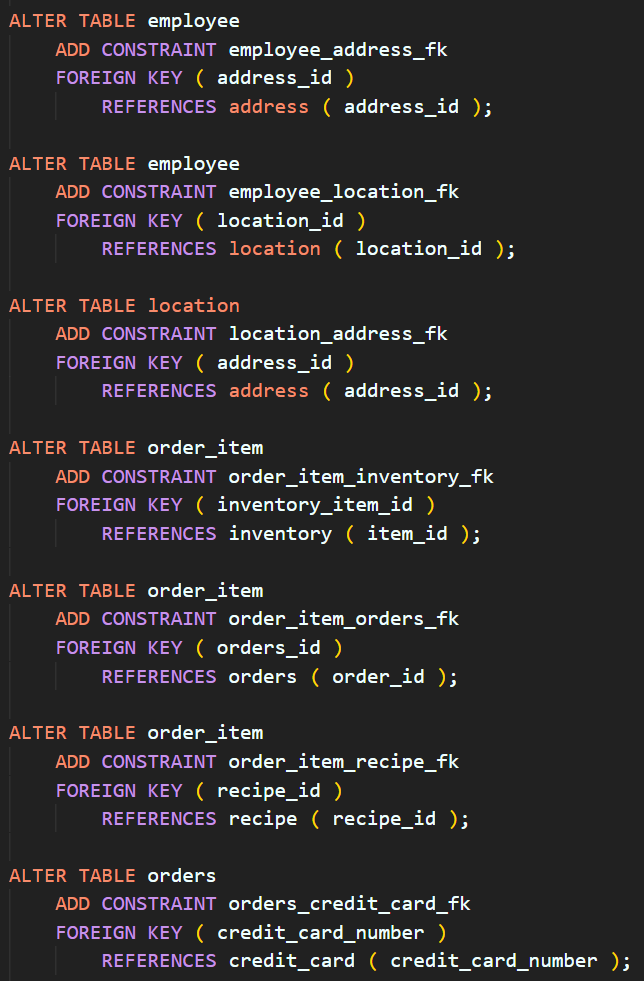 ALTER TABLE employee
    ADD CONSTRAINT employee_address_fk
    FOREIGN KEY ( address_id )
        REFERENCES address ( address_id );

ALTER TABLE employee
    ADD CONSTRAINT employee_location_fk
    FOREIGN KEY ( location_id )
        REFERENCES location ( location_id );

ALTER TABLE location
    ADD CONSTRAINT location_address_fk
    FOREIGN KEY ( address_id )
        REFERENCES address ( address_id );

ALTER TABLE order_item
    ADD CONSTRAINT order_item_inventory_fk
    FOREIGN KEY ( inventory_item_id )
        REFERENCES inventory ( item_id );

ALTER TABLE order_item
    ADD CONSTRAINT order_item_orders_fk
    FOREIGN KEY ( orders_id )
        REFERENCES orders ( order_id );

ALTER TABLE order_item
    ADD CONSTRAINT order_item_recipe_fk
    FOREIGN KEY ( recipe_id )
        REFERENCES recipe ( recipe_id );

ALTER TABLE orders
    ADD CONSTRAINT orders_credit_card_fk
    FOREIGN KEY ( credit_card_number )
        REFERENCES credit_card ( credit_card_number );